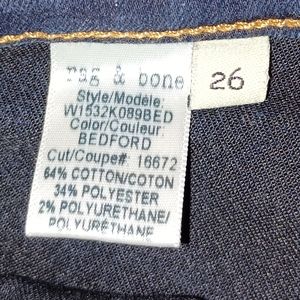 rag & bone
26
Style/Modèle:
W1532K089BED
Color/Couleur:
BEDFORD
Cut/Coupe#: 16672
64% COTTON/COTON
34% POLYESTER
2% POLYURETHANE/
POLYURETHANE